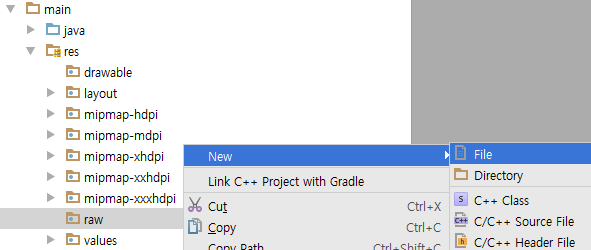 main
java
res
drawable
layout
mipmap-hdpi
mipmap-mdpi
mipmap-xhdpi
mipmap-xxhdpi
mipmap-xxxhdpi
raw
values
New
Link C++ Project with Gradle
Cut Ctrl+X
Copy Ctrl+C
Copy Path Ctrl+Shift+C
File
Directory
C++ Class
C/C++ Source File
C/C++ Header File